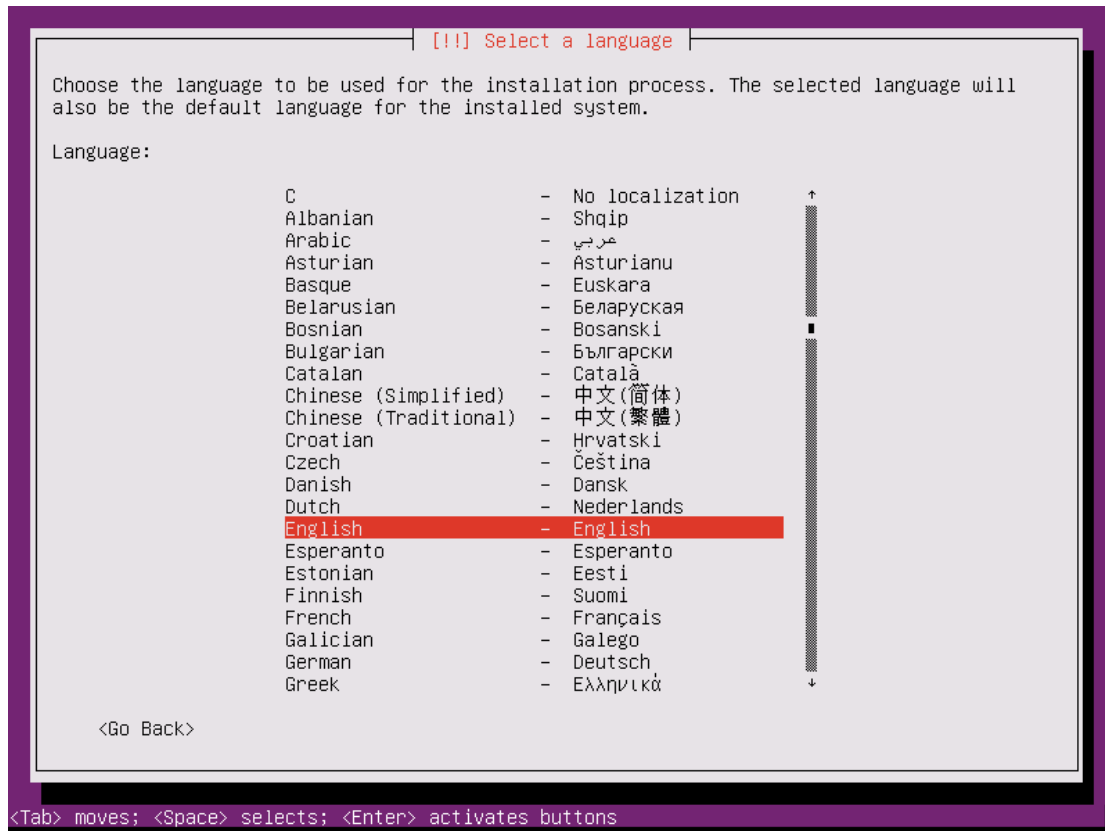 [!!] Select a language
Choose the language to be used for the installation process. The selected language will
also be the default language for the installed system.
Language:
C - No localization
Albanian - Shqip
Arabic - عربي
Asturian - Asturianu
Basque - Euskara
Belarusian - Беларуская
Bosnian - Bosanski
Bulgarian - Български
Catalan - Català
Chinese (Simplified) - 中文(简体)
Chinese (Traditional) - 中文(繁體)
Croatian - Hrvatski
Czech - Čeština
Danish - Dansk
Dutch - Nederlands
English - English
Esperanto - Esperanto
Estonian - Eesti
Finnish - Suomi
French - Français
Galician - Galego
German - Deutsch
Greek - Ελληνικά
<Go Back>
<Tab> moves; <Space> selects; <Enter> activates buttons